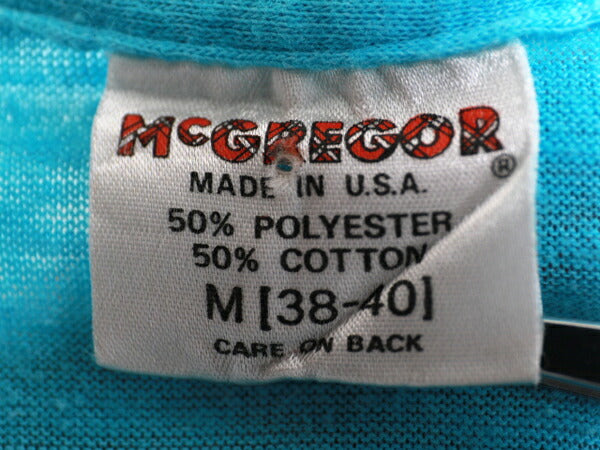 McGREGOR®
MADE IN U.S.A.
50% POLYESTER
50% COTTON
M [38-40]
CARE ON BACK